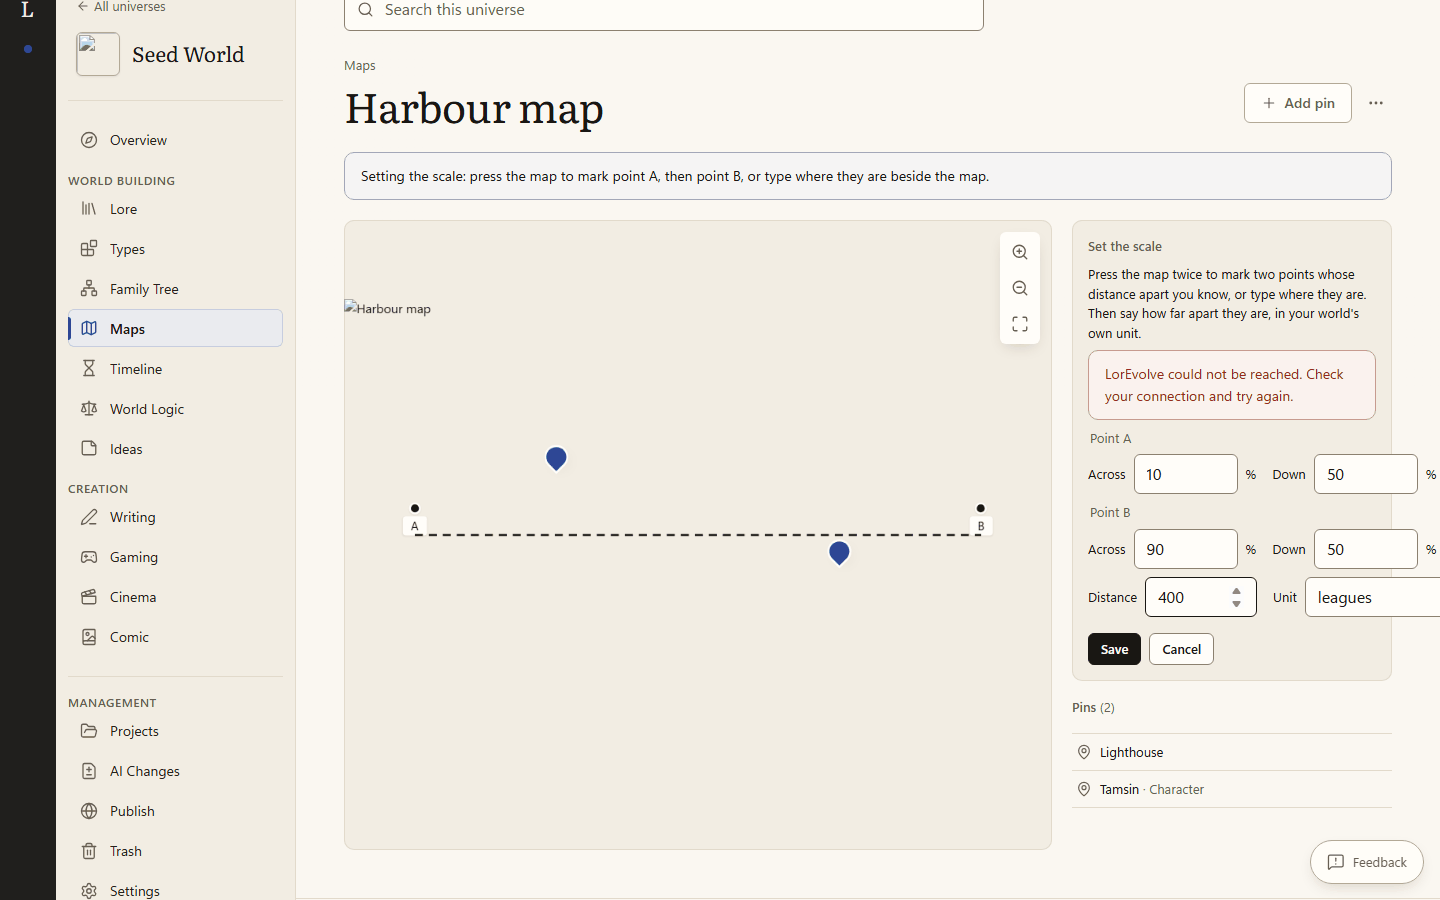 L
All universes
Seed World
Overview
WORLD BUILDING
Lore
Types
Family Tree
Maps
Timeline
World Logic
Ideas
CREATION
Writing
Gaming
Cinema
Comic
MANAGEMENT
Projects
AI Changes
Publish
Trash
Settings
Search this universe
Maps
Harbour map
Add pin
Setting the scale: press the map to mark point A, then point B, or type where they are beside the map.
Harbour map
A
B
Set the scale
Press the map twice to mark two points whose
distance apart you know, or type where they are.
Then say how far apart they are, in your world's
own unit.
LorEvolve could not be reached. Check
your connection and try again.
Point A
Across 10 % Down 50 %
Point B
Across 90 % Down 50 %
Distance 400 Unit leagues
Save Cancel
Pins (2)
Lighthouse
Tamsin · Character
Feedback